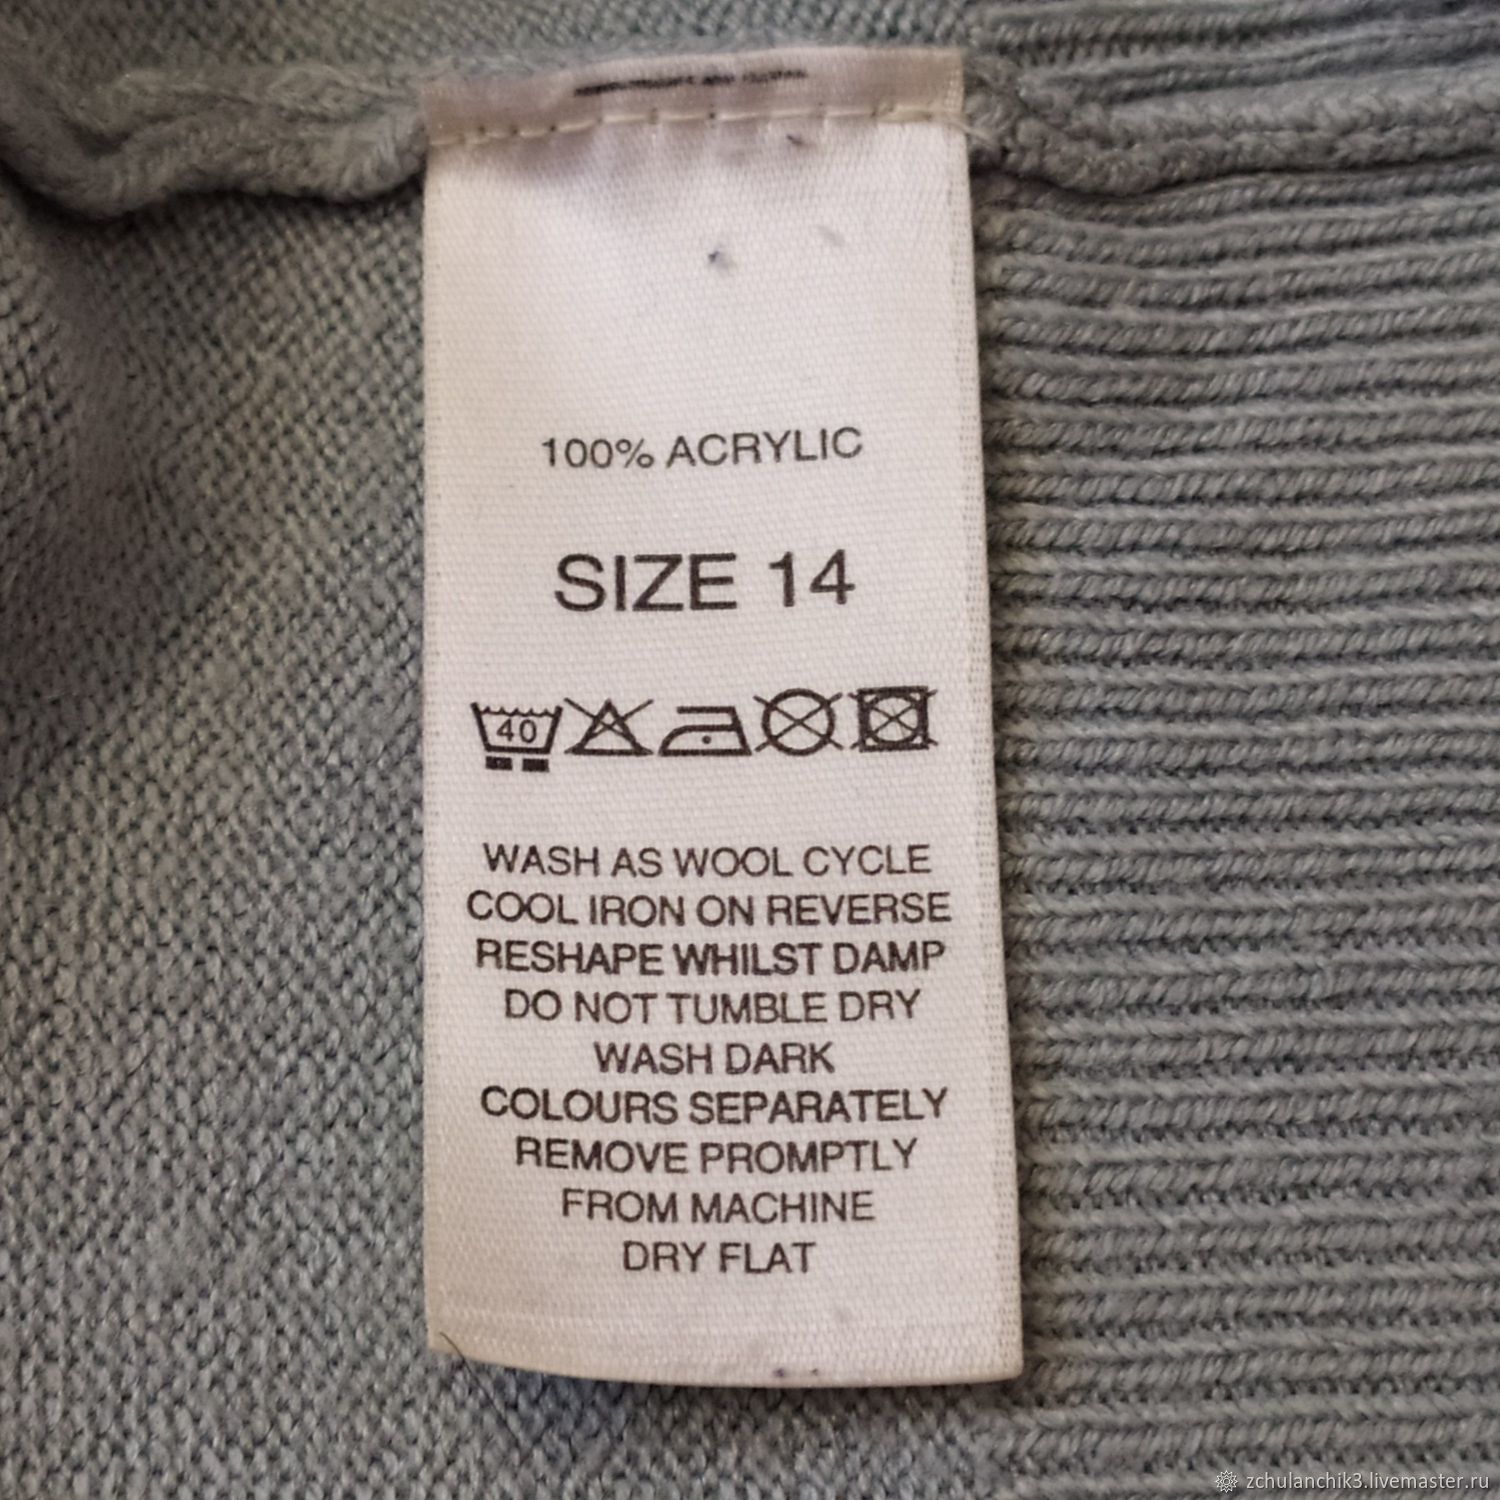 100% ACRYLIC
SIZE 14
40
WASH AS WOOL CYCLE
COOL IRON ON REVERSE
RESHAPE WHILST DAMP
DO NOT TUMBLE DRY
WASH DARK
COLOURS SEPARATELY
REMOVE PROMPTLY
FROM MACHINE
DRY FLAT
zchulanchik3.livemaster.ru